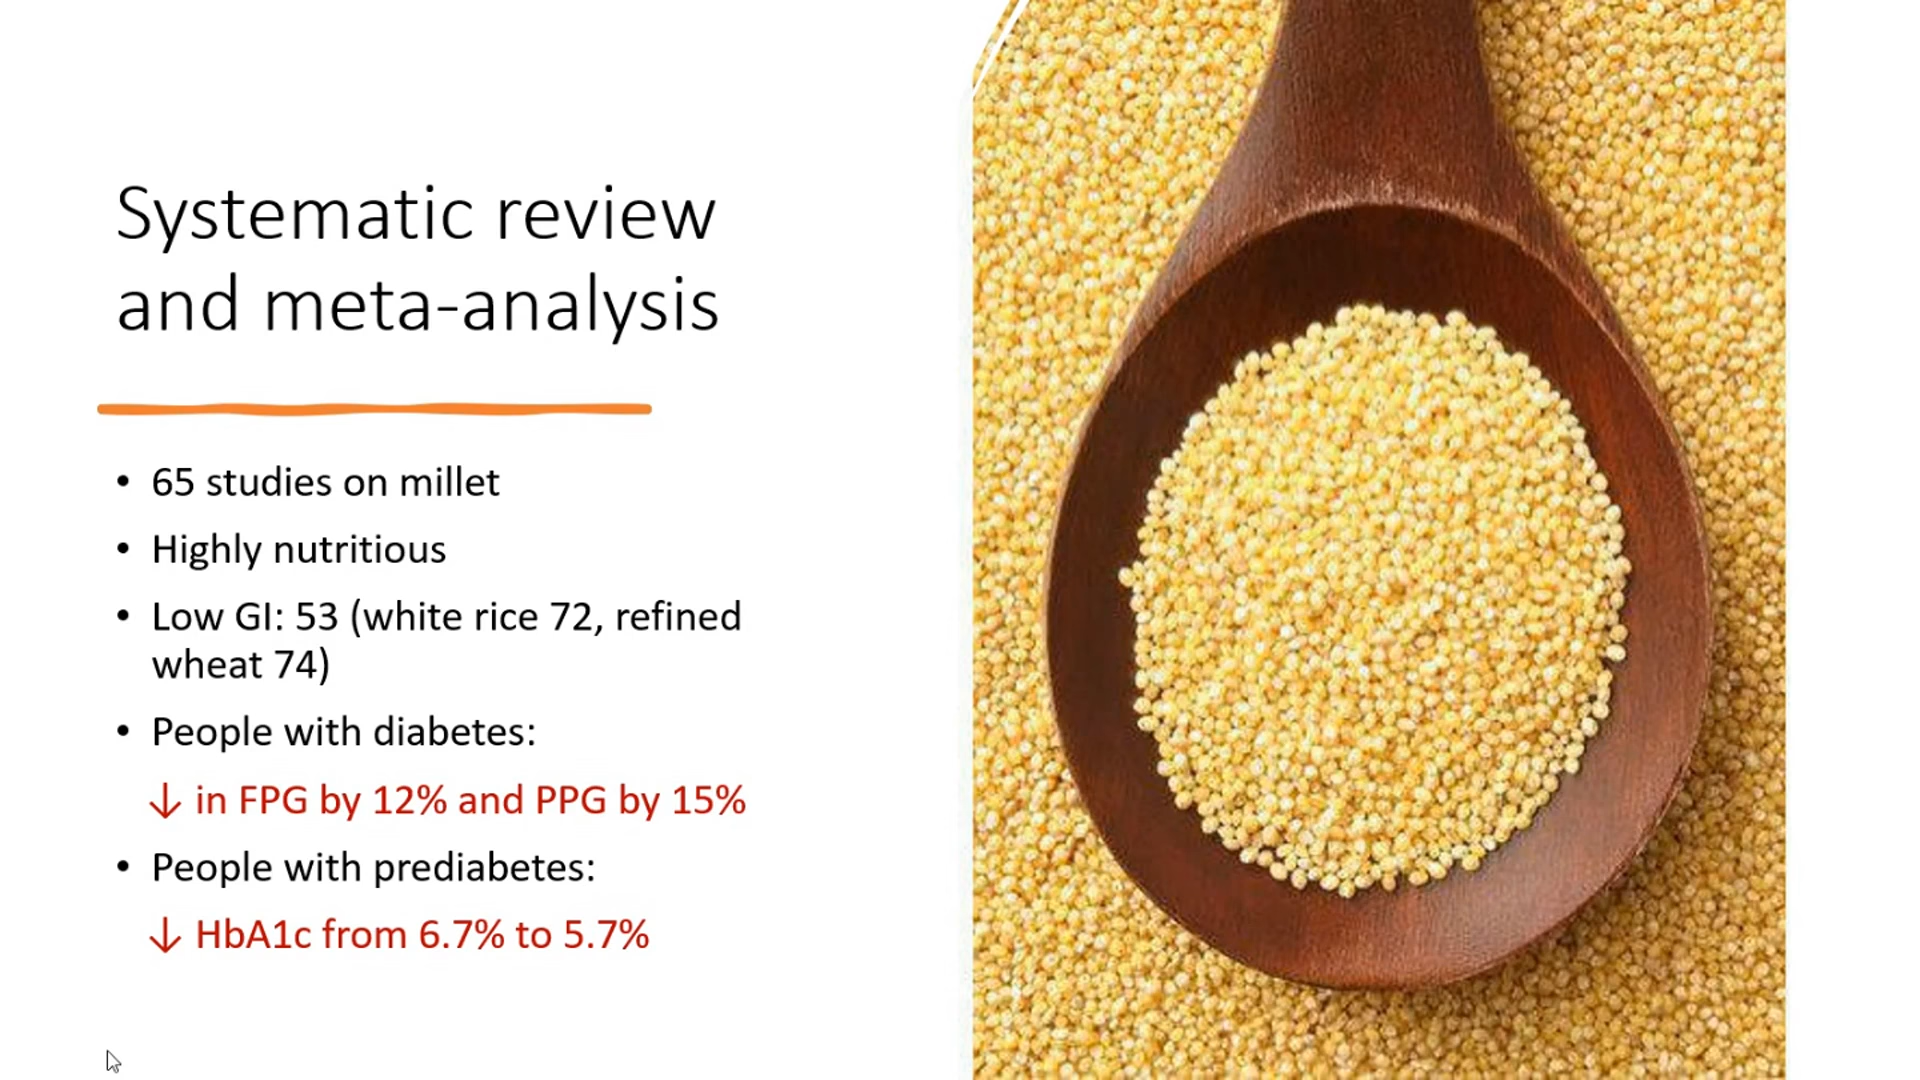 Systematic review
and meta-analysis
• 65 studies on millet
• Highly nutritious
• Low GI: 53 (white rice 72, refined
wheat 74)
• People with diabetes:
↓ in FPG by 12% and PPG by 15%
• People with prediabetes:
↓ HbA1c from 6.7% to 5.7%